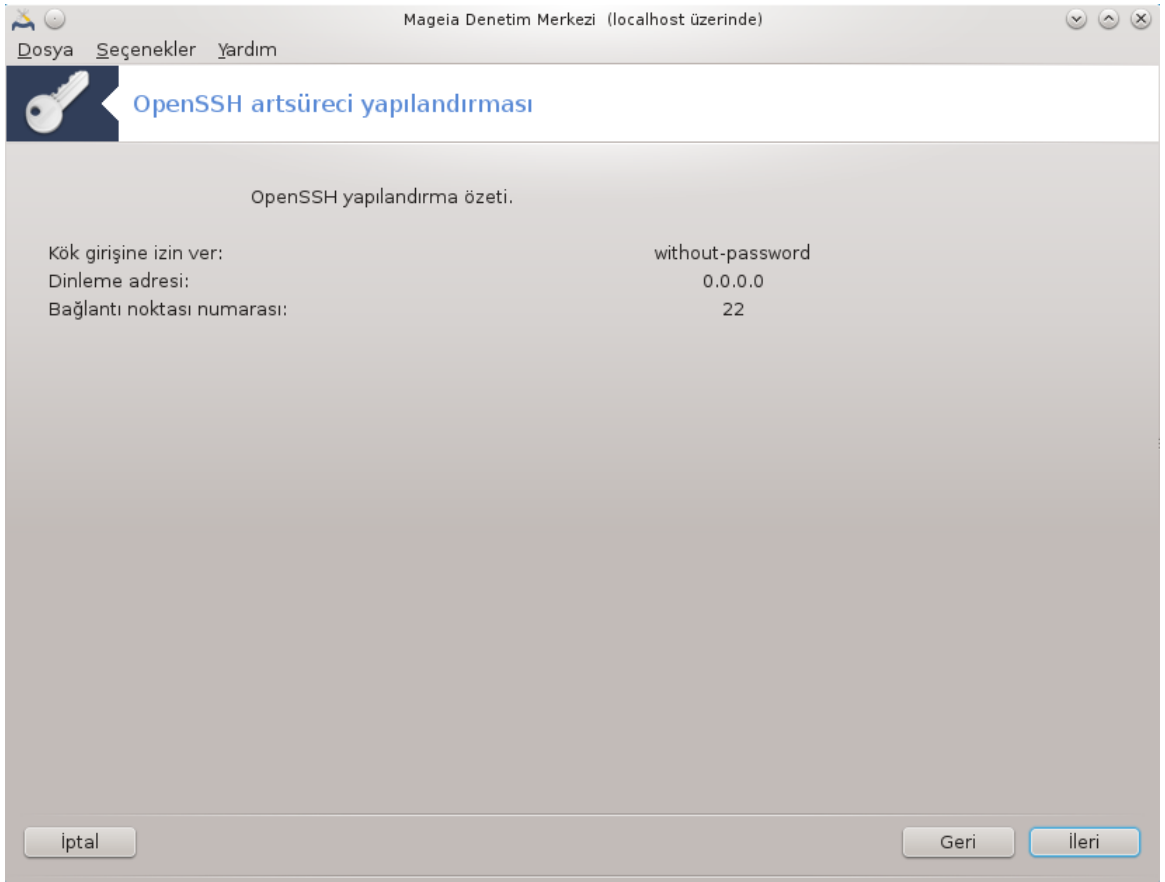 Mageia Denetim Merkezi (localhost üzerinde)
Dosya Seçenekler Yardım
OpenSSH artsüreci yapılandırması
OpenSSH yapılandırma özeti.
Kök girişine izin ver: without-password
Dinleme adresi: 0.0.0.0
Bağlantı noktası numarası: 22
İptal Geri İleri